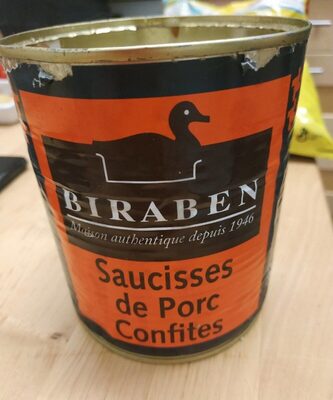 BIRABEN
Maison authentique depuis 1946
Saucisses
de Porc
Confites